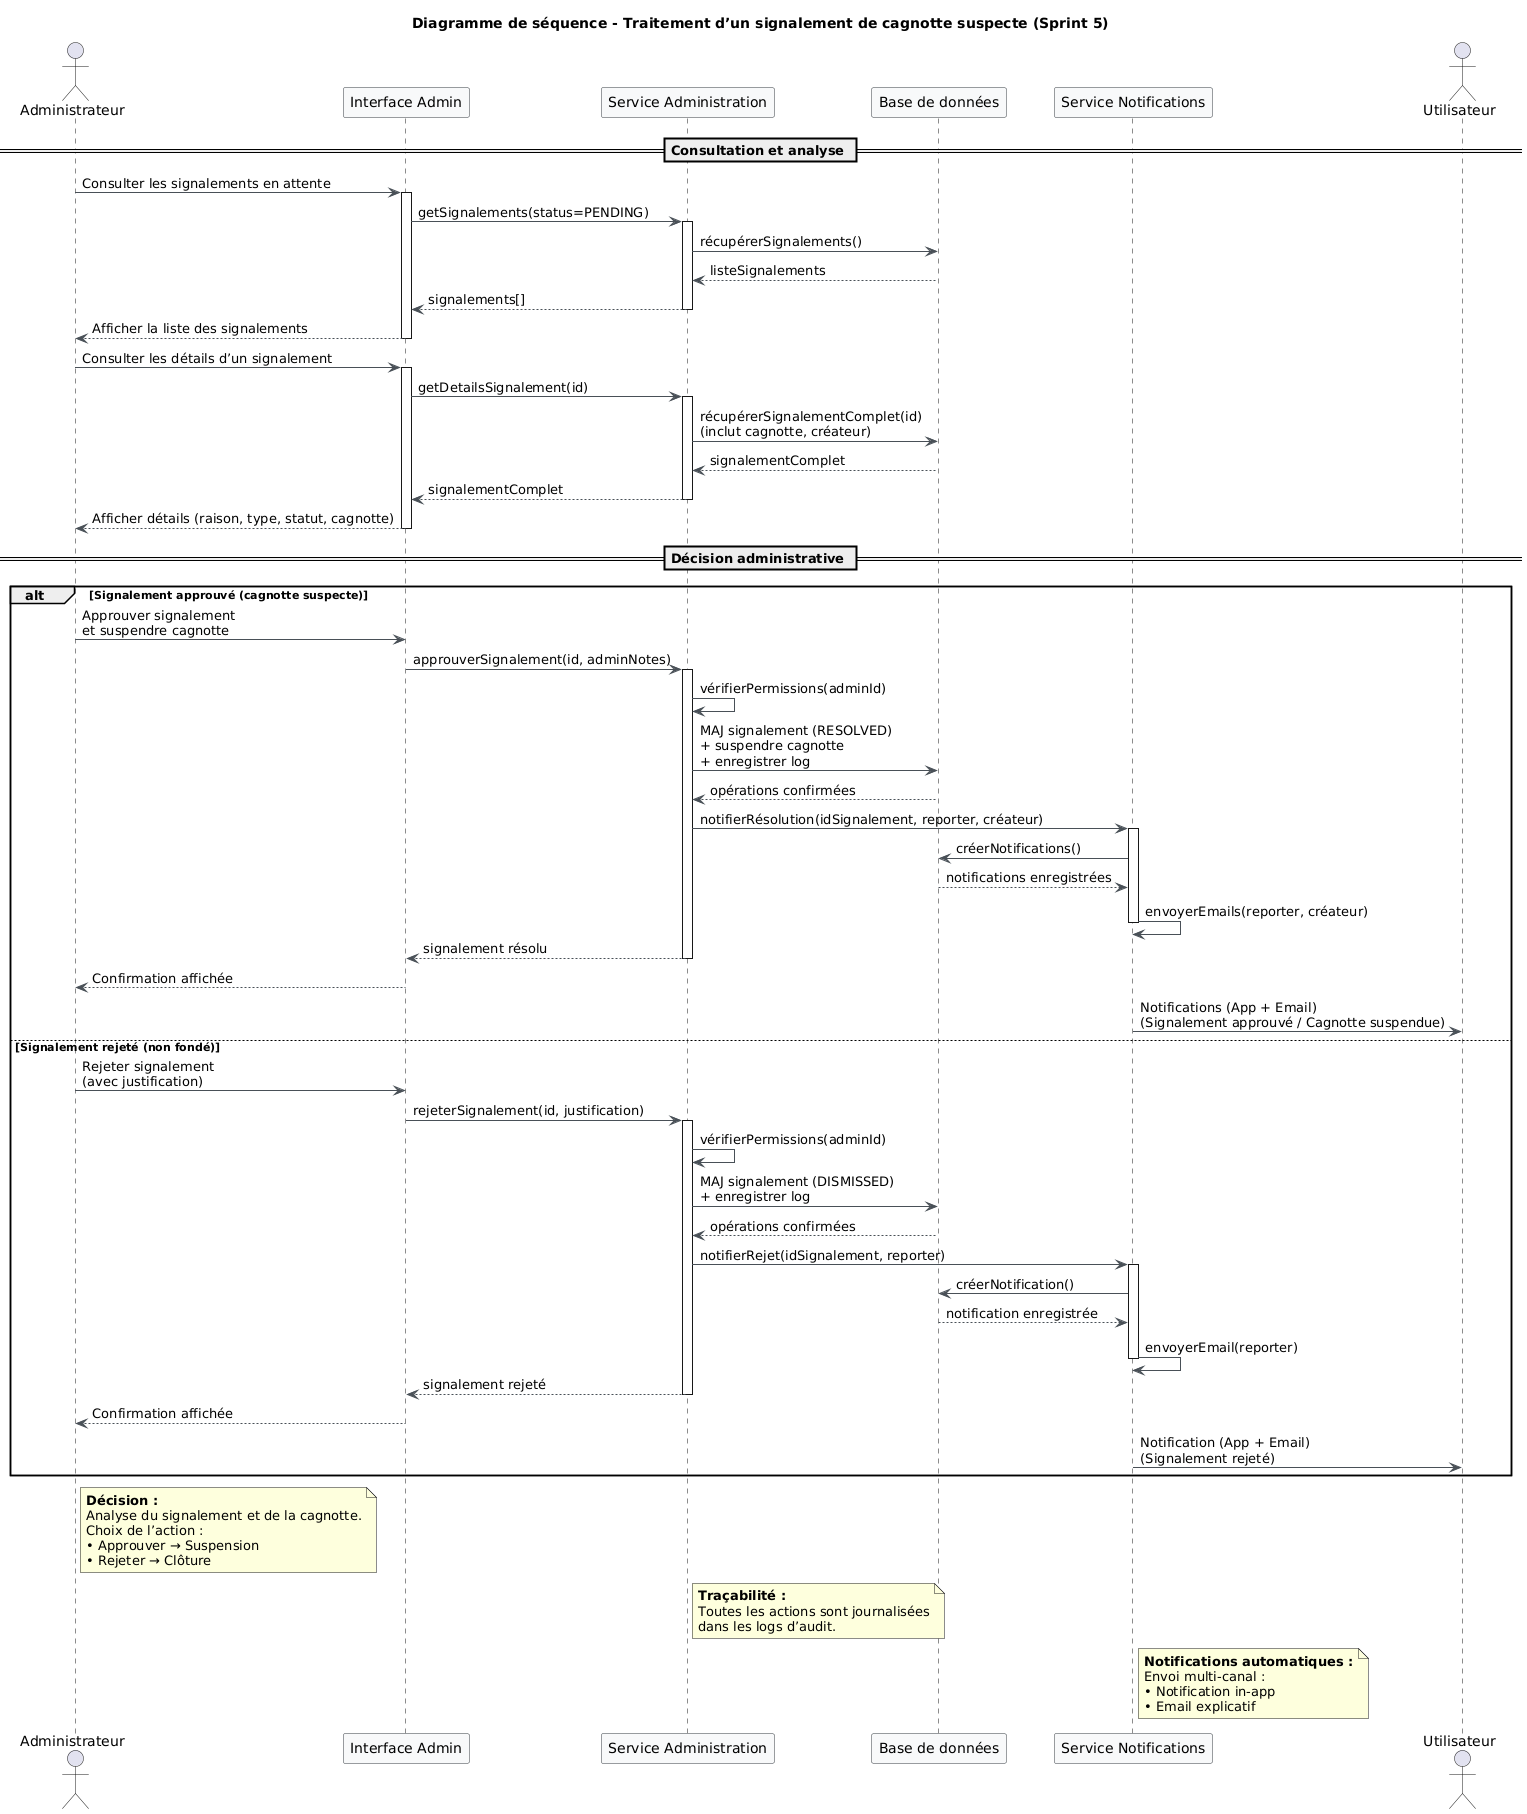 Diagramme de séquence - Traitement d’un signalement de cagnotte suspecte (Sprint 5)
Administrateur
Interface Admin
Service Administration
Base de données
Service Notifications
Utilisateur
Consultation et analyse
Consulter les signalements en attente
getSignalements(status=PENDING)
récupérerSignalements()
listeSignalements
signalements[]
Afficher la liste des signalements
Consulter les détails d’un signalement
getDetailsSignalement(id)
récupérerSignalementComplet(id)
(inclut cagnotte, créateur)
signalementComplet
signalementComplet
Afficher détails (raison, type, statut, cagnotte)
Décision administrative
alt
[Signalement approuvé (cagnotte suspecte)]
Approuver signalement
et suspendre cagnotte
approuverSignalement(id, adminNotes)
vérifierPermissions(adminId)
MAJ signalement (RESOLVED)
+ suspendre cagnotte
+ enregistrer log
opérations confirmées
notifierRésolution(idSignalement, reporter, créateur)
créerNotifications()
notifications enregistrées
envoyerEmails(reporter, créateur)
signalement résolu
Confirmation affichée
Notifications (App + Email)
(Signalement approuvé / Cagnotte suspendue)
[Signalement rejeté (non fondé)]
Rejeter signalement
(avec justification)
rejeterSignalement(id, justification)
vérifierPermissions(adminId)
MAJ signalement (DISMISSED)
+ enregistrer log
opérations confirmées
notifierRejet(idSignalement, reporter)
créerNotification()
notification enregistrée
envoyerEmail(reporter)
signalement rejeté
Confirmation affichée
Notification (App + Email)
(Signalement rejeté)
Décision :
Analyse du signalement et de la cagnotte.
Choix de l’action :
• Approuver → Suspension
• Rejeter → Clôture
Traçabilité :
Toutes les actions sont journalisées
dans les logs d’audit.
Notifications automatiques :
Envoi multi-canal :
• Notification in-app
• Email explicatif
Administrateur
Interface Admin
Service Administration
Base de données
Service Notifications
Utilisateur